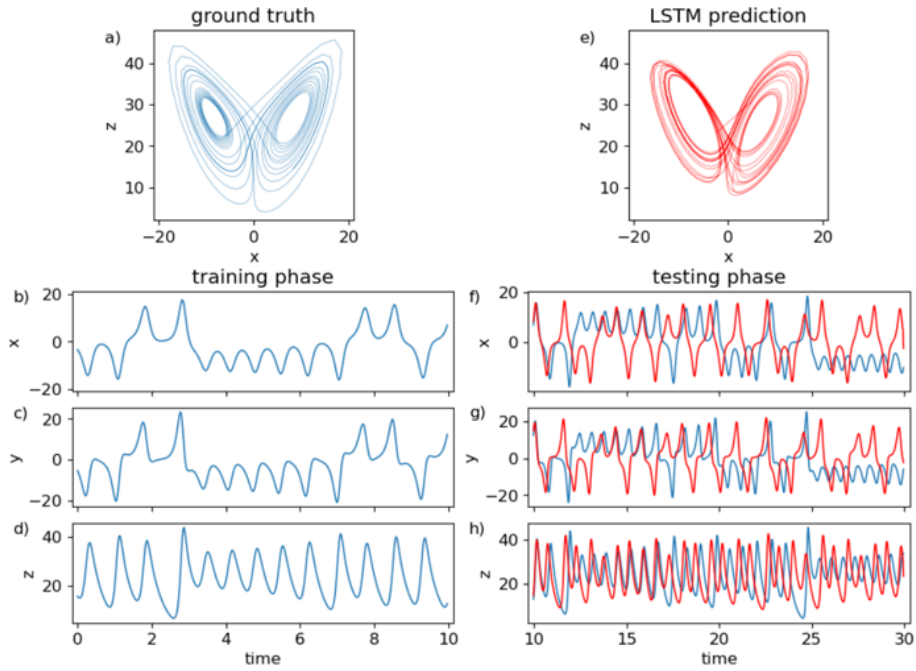 ground truth
LSTM prediction
a)
z
40
30
20
10
−20
0
20
x
e)
z
40
30
20
10
−20
0
20
x
training phase
testing phase
b)
x
20
0
−20
f)
x
20
0
c)
y
20
0
−20
g)
y
20
0
−20
d)
z
40
20
0
2
4
6
8
10
time
h)
z
40
20
10
15
20
25
30
time